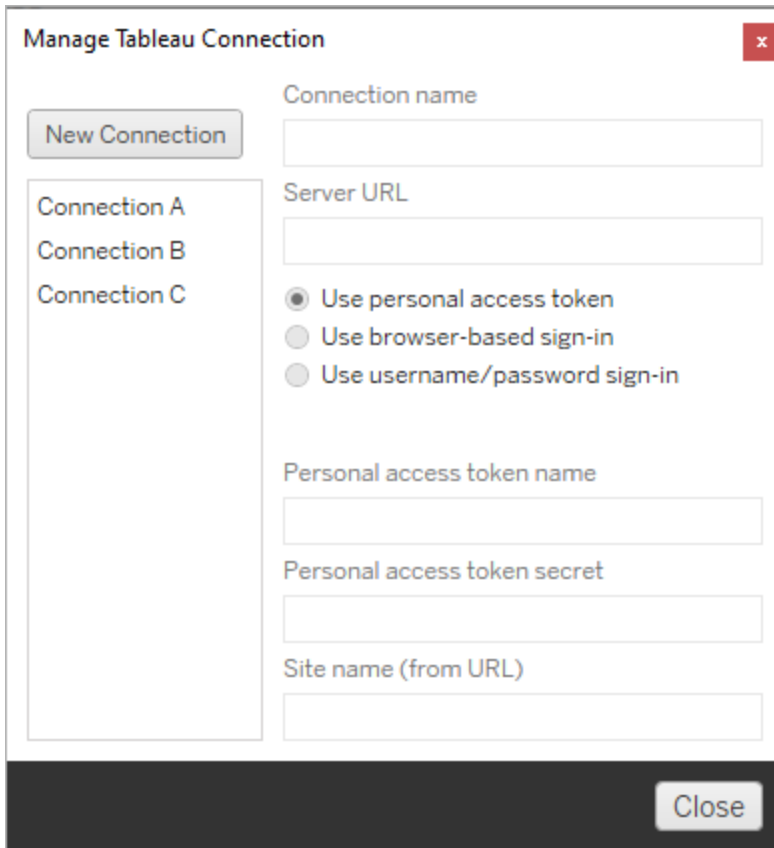 Manage Tableau Connection
x
New Connection
Connection A
Connection B
Connection C
Connection name
Server URL
Use personal access token
Use browser-based sign-in
Use username/password sign-in
Personal access token name
Personal access token secret
Site name (from URL)
Close